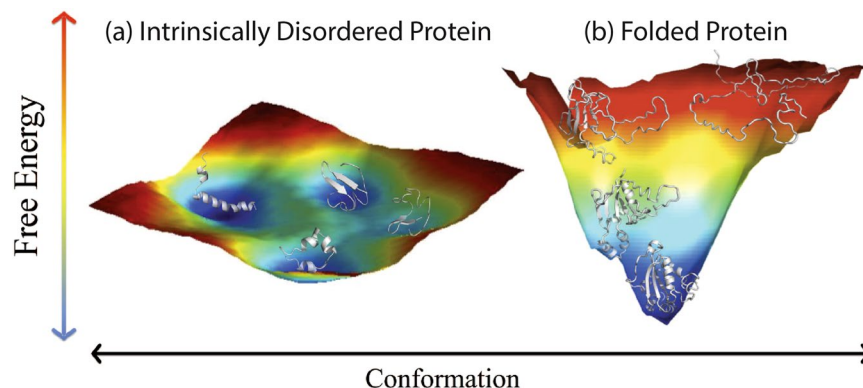 (a) Intrinsically Disordered Protein
(b) Folded Protein
Free Energy
Conformation